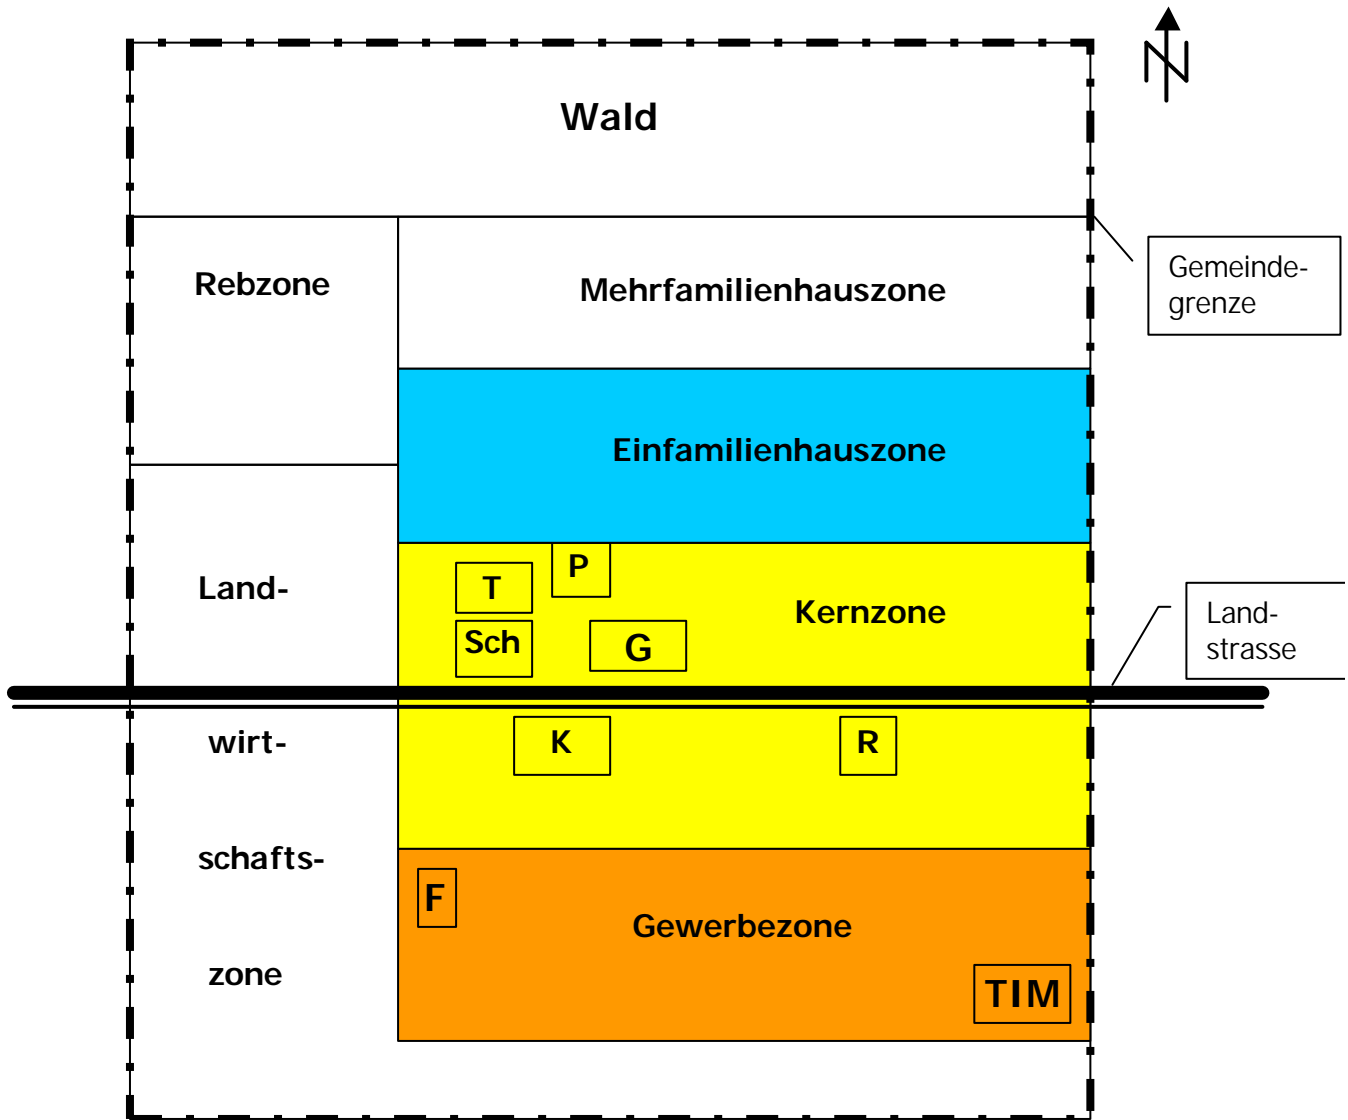 N
Wald
Rebzone
Mehrfamilienhauszone
Gemeinde-
grenze
Einfamilienhauszone
P
T
Land-
Kernzone
Land-
strasse
Sch
G
wirt-
K
R
schafts-
F
Gewerbezone
zone
TIM